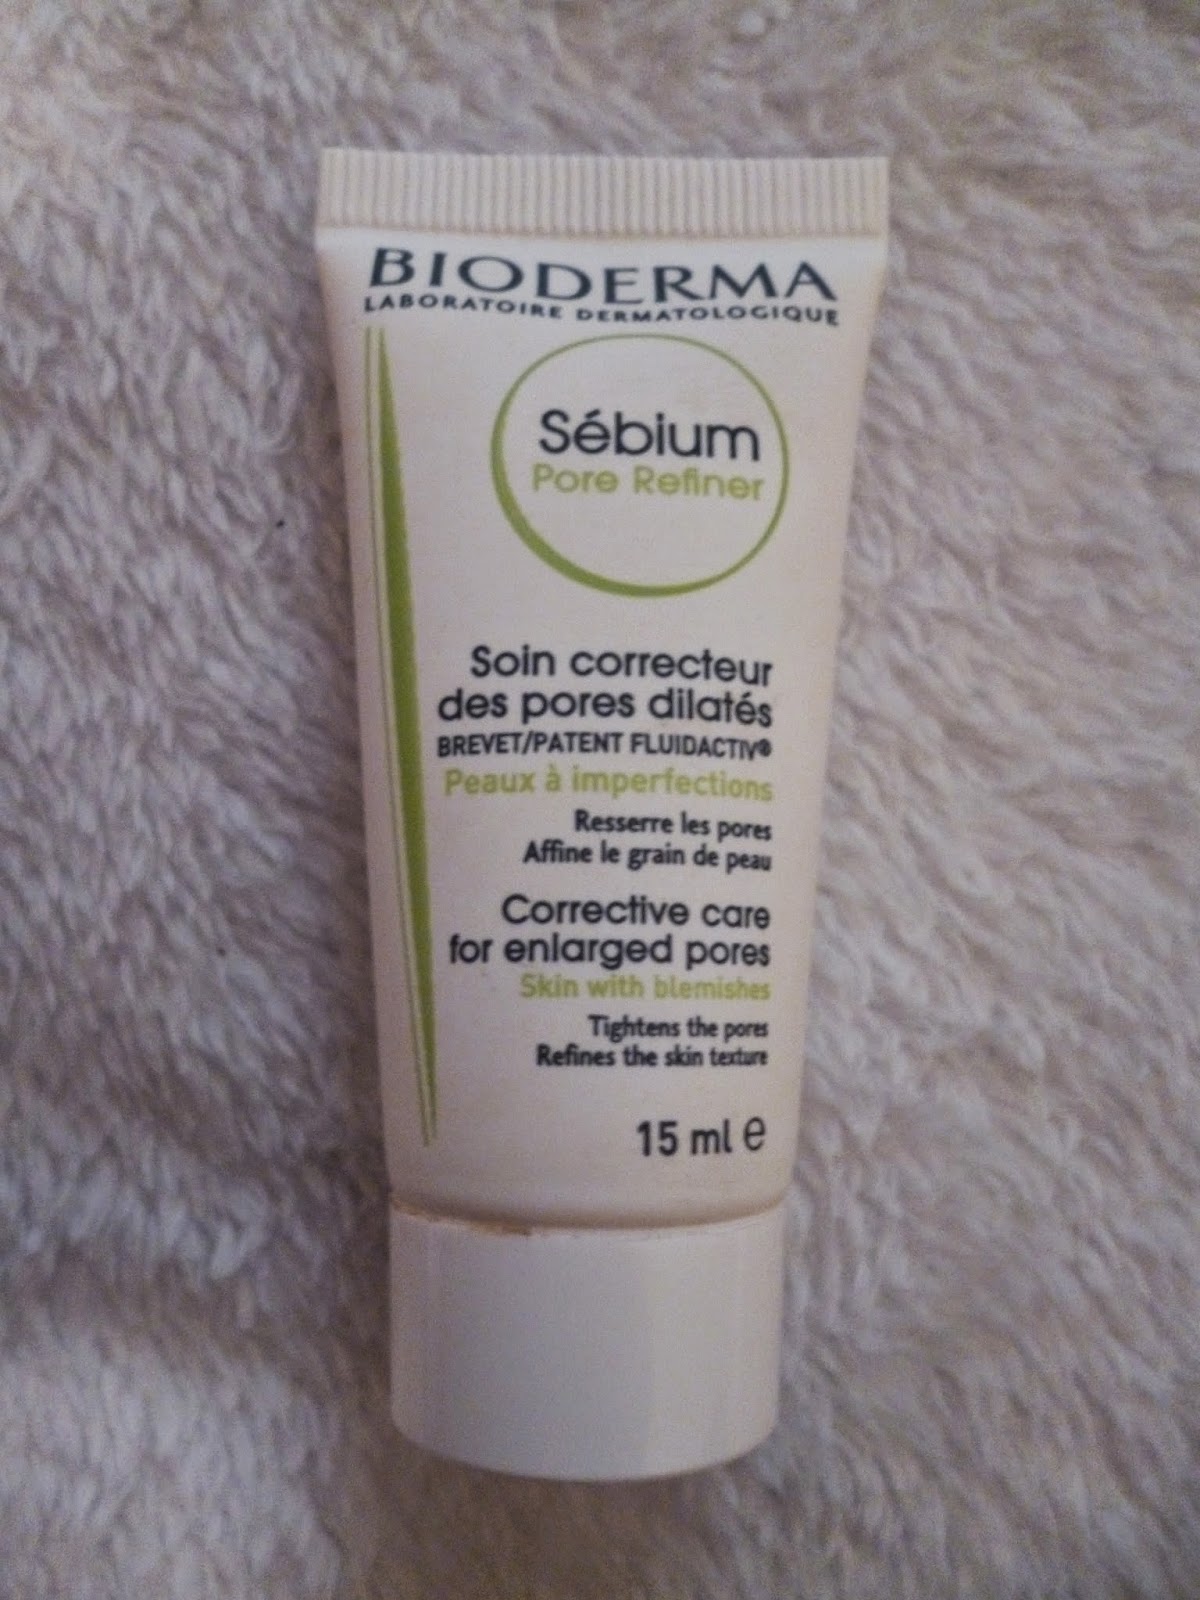 BIODERMA
LABORATOIRE DERMATOLOGIQUE
Sébium
Pore Refiner
Soin correcteur
des pores dilatés
BREVET/PATENT FLUIDACTIV®
Peaux à imperfections
Resserre les pores
Affine le grain de peau
Corrective care
for enlarged pores
Skin with blemishes
Tightens the pores
Refines the skin texture
15 ml e